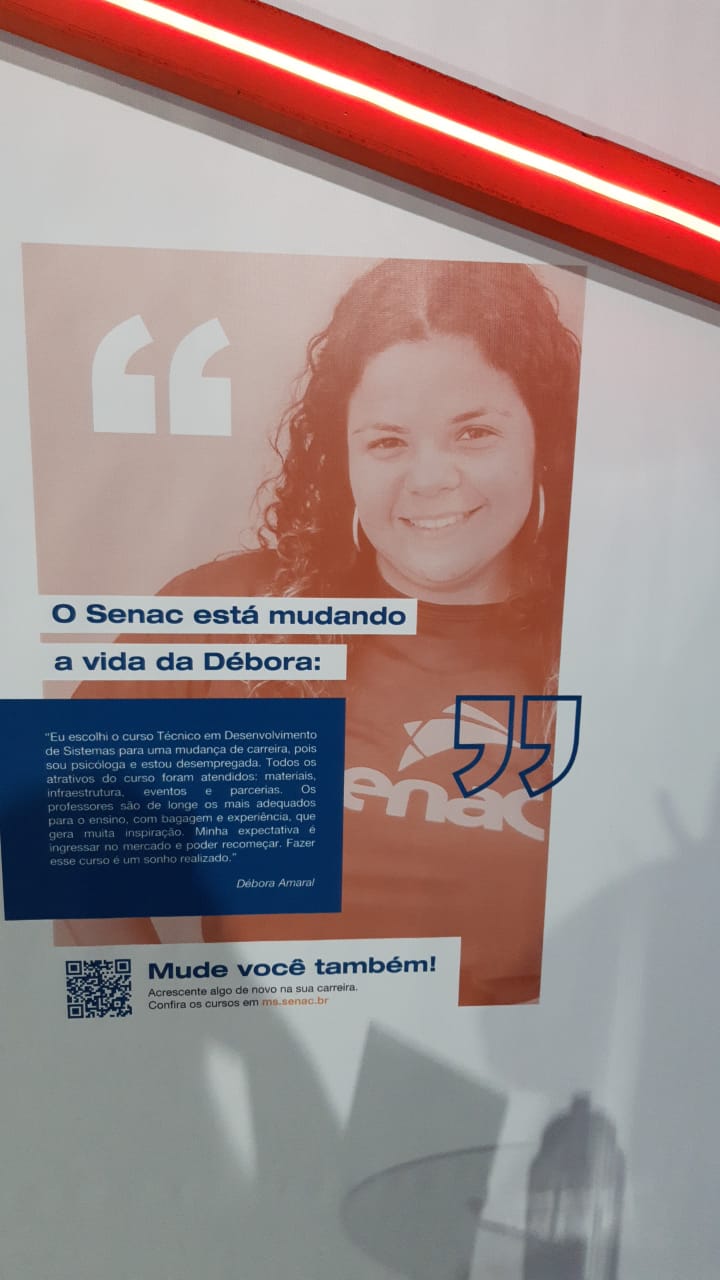 O Senac está mudando
a vida da Débora:
“Eu escolhi o curso Técnico em Desenvolvimento
de Sistemas para uma mudança de carreira, pois
sou psicóloga e estou desempregada. Todos os
atrativos do curso foram atendidos: materiais,
infraestrutura, eventos e parcerias. Os
professores são de longe os mais adequados
para o ensino, com bagagem e experiência, que
gera muita inspiração. Minha expectativa é
ingressar no mercado e poder recomeçar. Fazer
esse curso é um sonho realizado.”
Débora Amaral
enac
Mude você também!
Acrescente algo de novo na sua carreira.
Confira os cursos em ms.senac.br